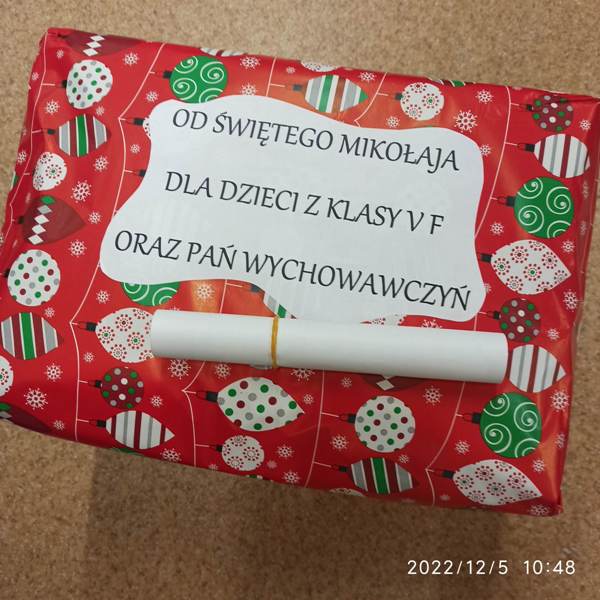 OD ŚWIĘTEGO MIKOŁAJA
DLA DZIECI Z KLASY V F
ORAZ PAŃ WYCHOWAWCZYŃ
2022/12/5 10:48